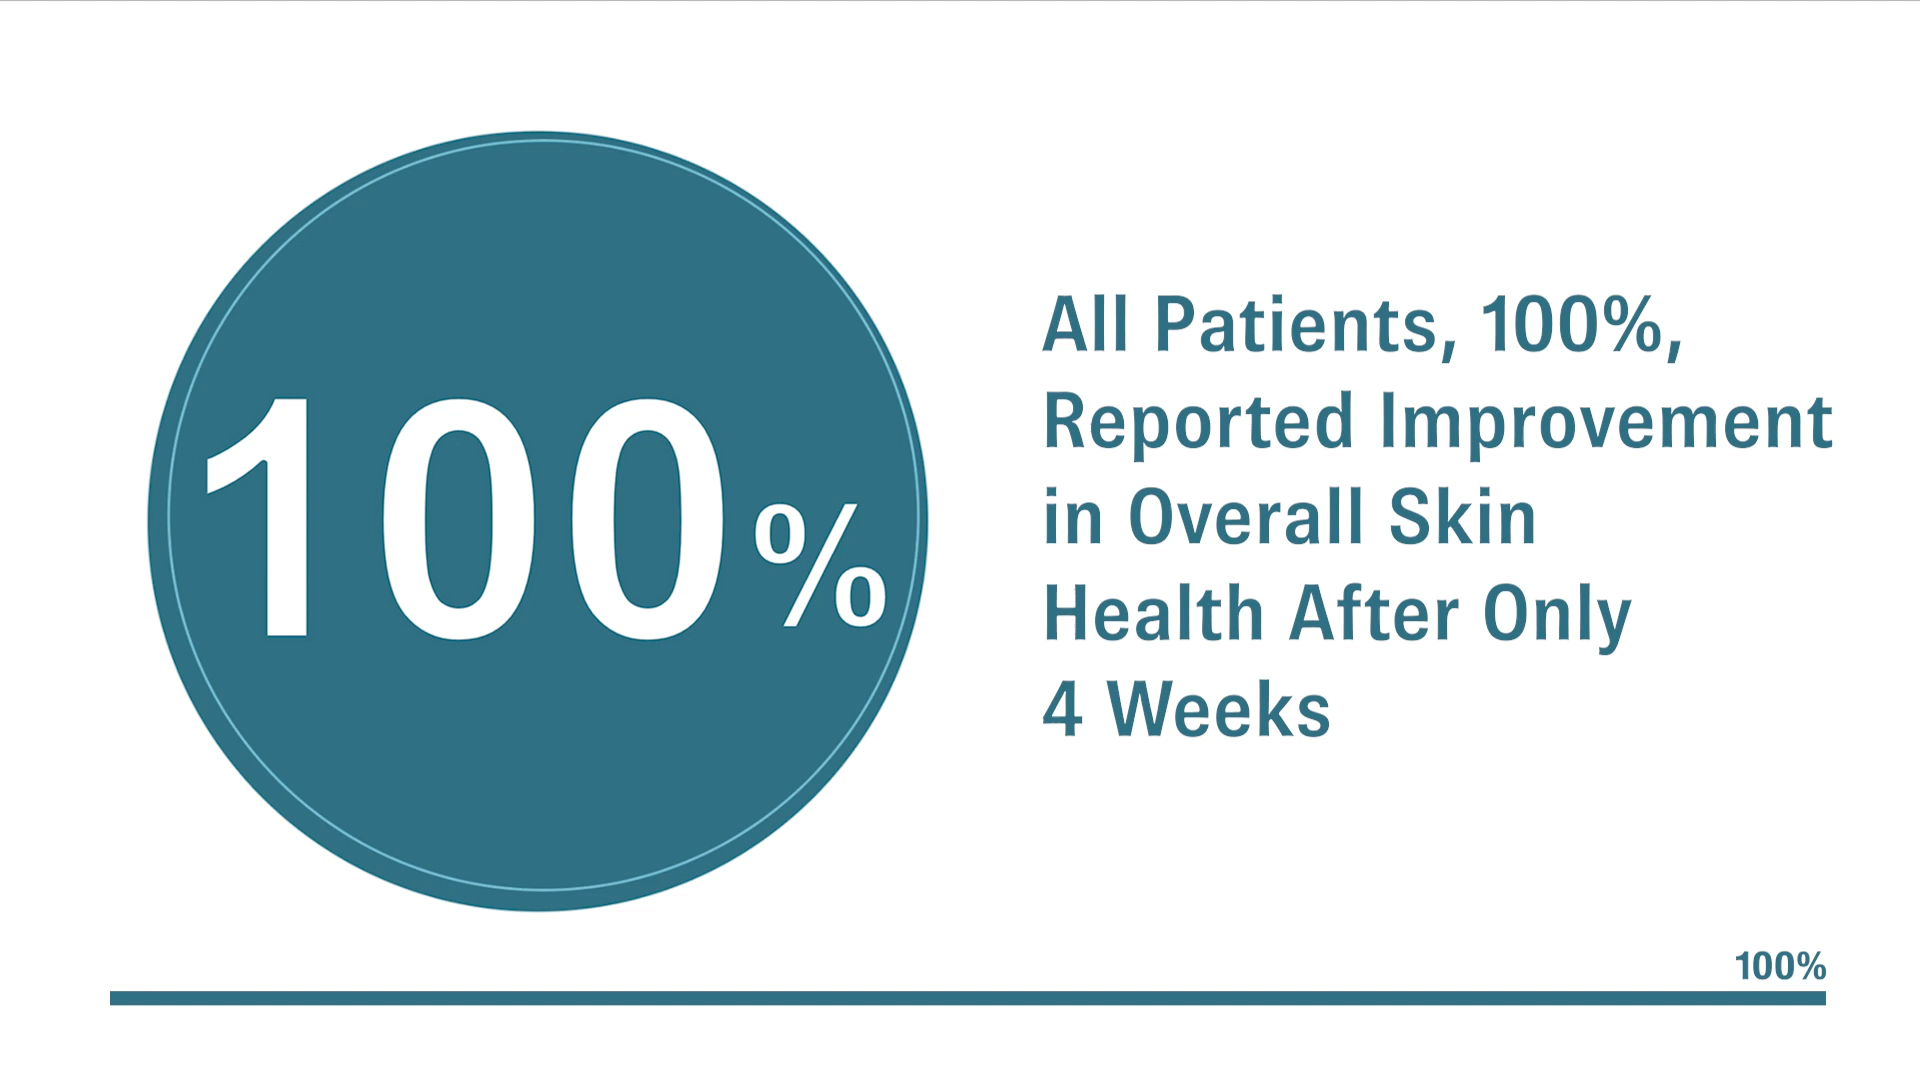 100%
All Patients, 100%,
Reported Improvement
in Overall Skin
Health After Only
4 Weeks
100%